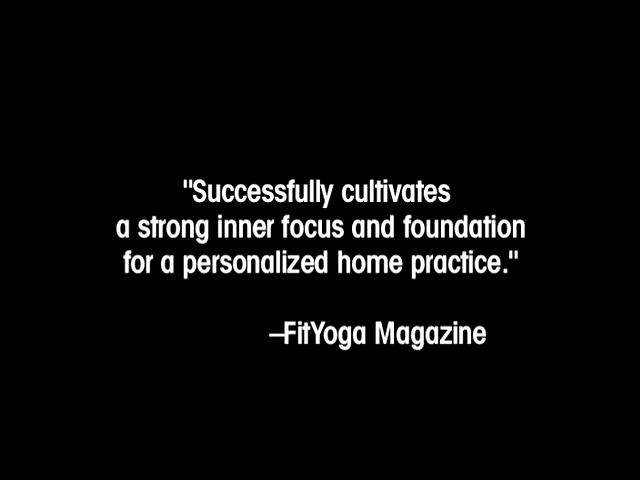 "Successfully cultivates
a strong inner focus and foundation
for a personalized home practice."
–FitYoga Magazine